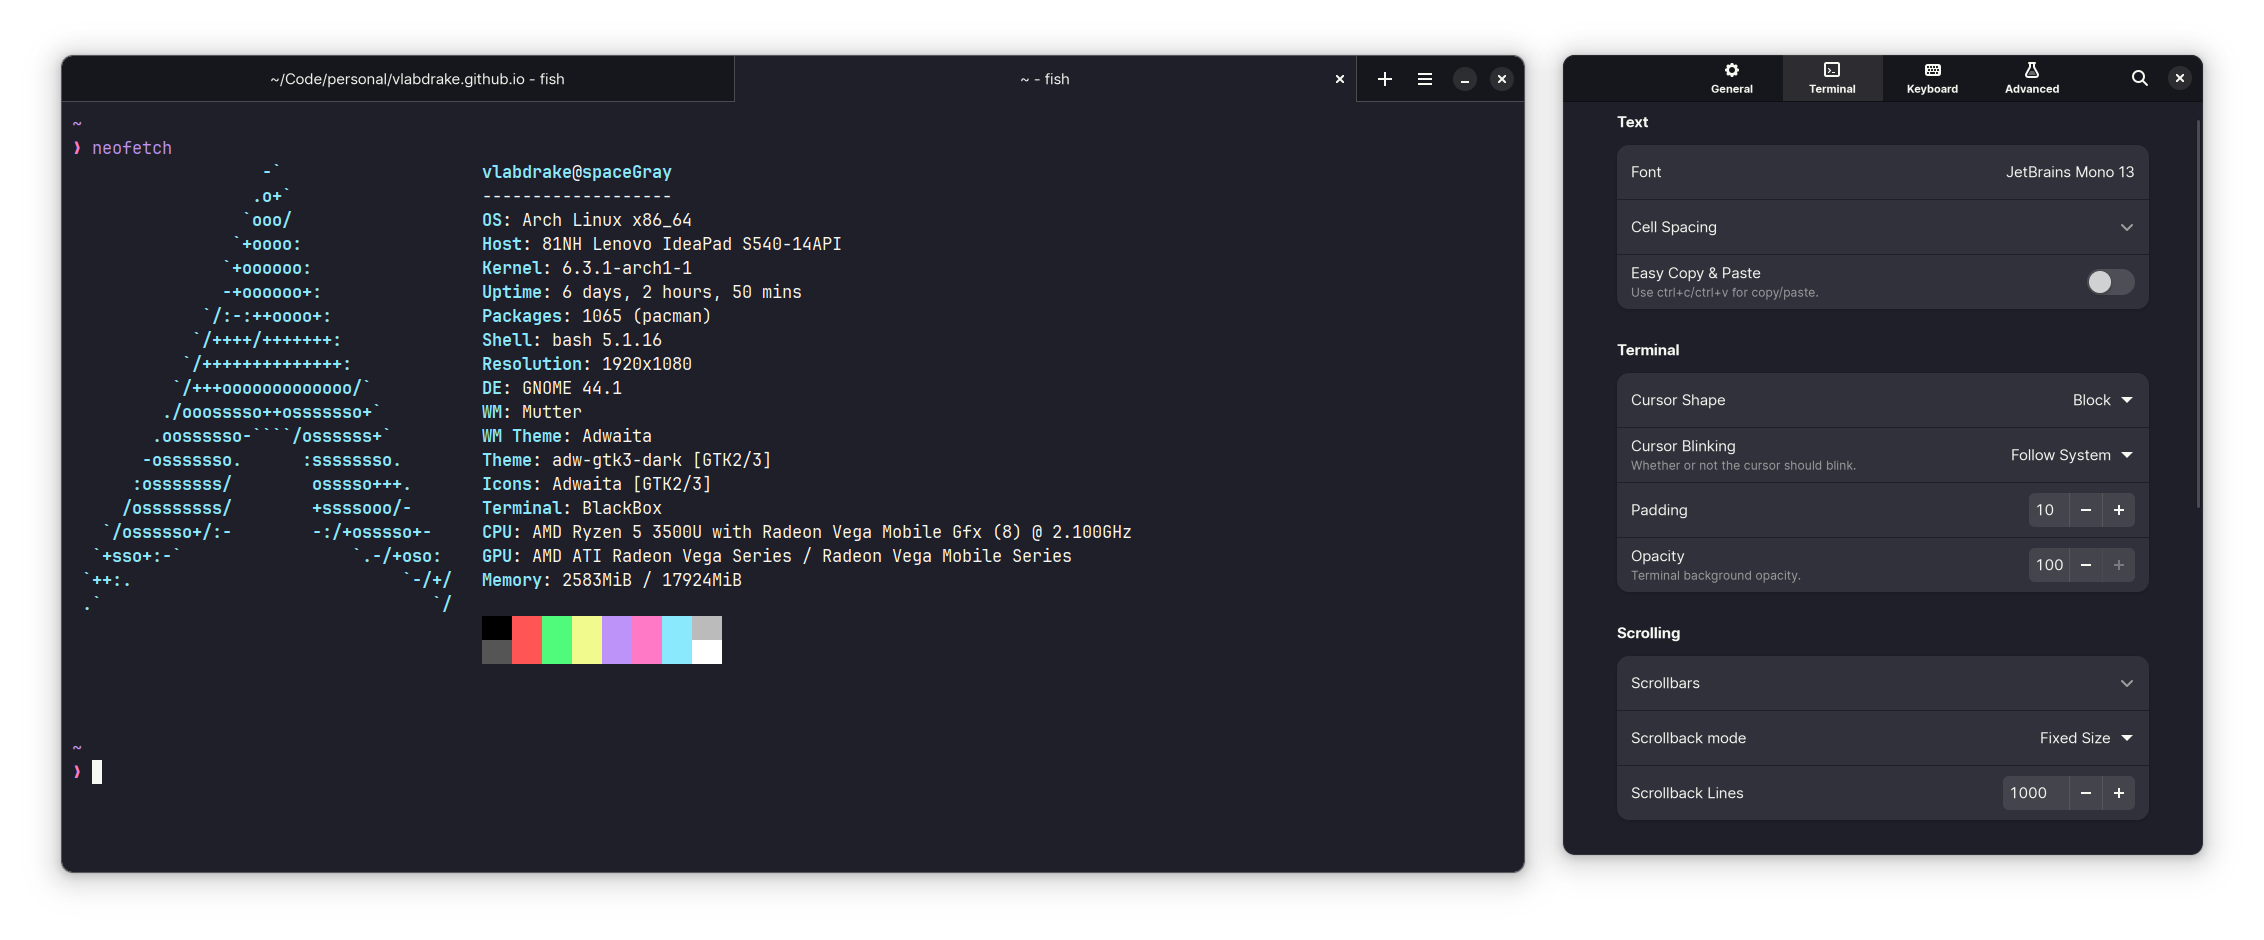 ~/Code/personal/vlabdrake.github.io - fish
~ - fish
~
❯ neofetch
                   -`
                  .o+`
                 `ooo/
                `+oooo:
               `+oooooo:
               -+oooooo+:
             `/:-:++oooo+:
            `/++++/+++++++:
           `/++++++++++++++:
          `/+++ooooooooooooo/`
         ./ooosssso++osssssso+`
        .oossssso-````/ossssss+`
       -osssssso.      :ssssssso.
      :osssssss/        osssso+++.
     /ossssssss/        +ssssooo/-
   `/ossssso+/:-        -:/+osssso+-
  `+sso+:-`                 `.-/+oso:
 `++:.                           `-/+/
 .`                                 `/
vlabdrake@spaceGray
-------------------
OS: Arch Linux x86_64
Host: 81NH Lenovo IdeaPad S540-14API
Kernel: 6.3.1-arch1-1
Uptime: 6 days, 2 hours, 50 mins
Packages: 1065 (pacman)
Shell: bash 5.1.16
Resolution: 1920x1080
DE: GNOME 44.1
WM: Mutter
WM Theme: Adwaita
Theme: adw-gtk3-dark [GTK2/3]
Icons: Adwaita [GTK2/3]
Terminal: BlackBox
CPU: AMD Ryzen 5 3500U with Radeon Vega Mobile Gfx (8) @ 2.100GHz
GPU: AMD ATI Radeon Vega Series / Radeon Vega Mobile Series
Memory: 2583MiB / 17924MiB
~
❯
General
Terminal
Keyboard
Advanced
Text
Font
JetBrains Mono 13
Cell Spacing
Easy Copy & Paste
Use ctrl+c/ctrl+v for copy/paste.
Terminal
Cursor Shape
Block
Cursor Blinking
Whether or not the cursor should blink.
Follow System
Padding
10
Opacity
Terminal background opacity.
100
Scrolling
Scrollbars
Scrollback mode
Fixed Size
Scrollback Lines
1000